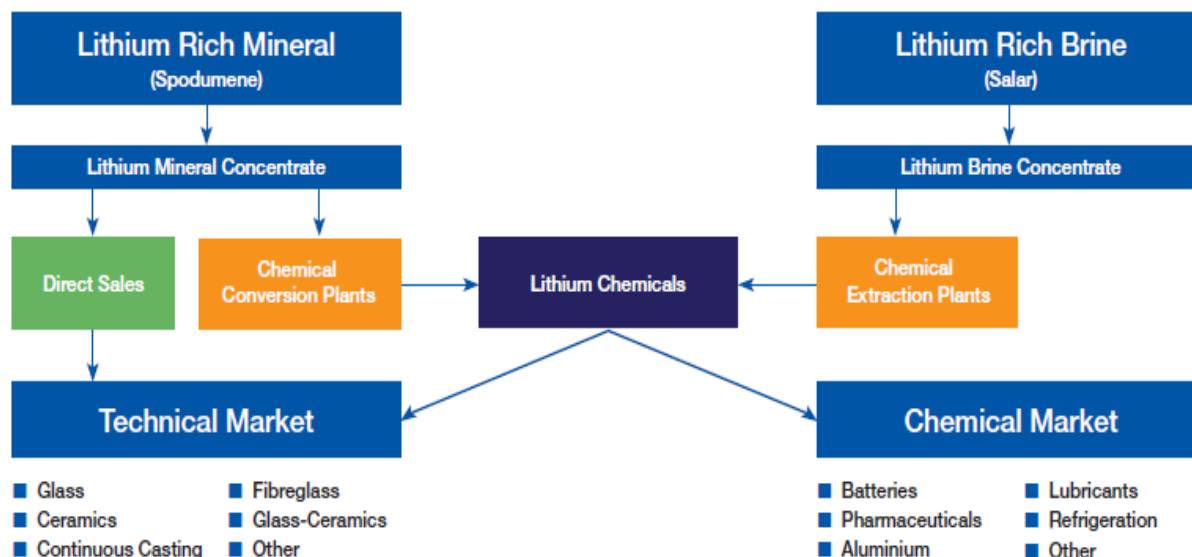 Lithium Rich Mineral
(Spodumene)
Lithium Rich Brine
(Salar)
Lithium Mineral Concentrate
Lithium Brine Concentrate
Direct Sales
Chemical
Conversion Plants
Lithium Chemicals
Chemical
Extraction Plants
Technical Market
Chemical Market
Glass
Ceramics
Continuous Casting
Fibreglass
Glass-Ceramics
Other
Batteries
Pharmaceuticals
Aluminium
Lubricants
Refrigeration
Other